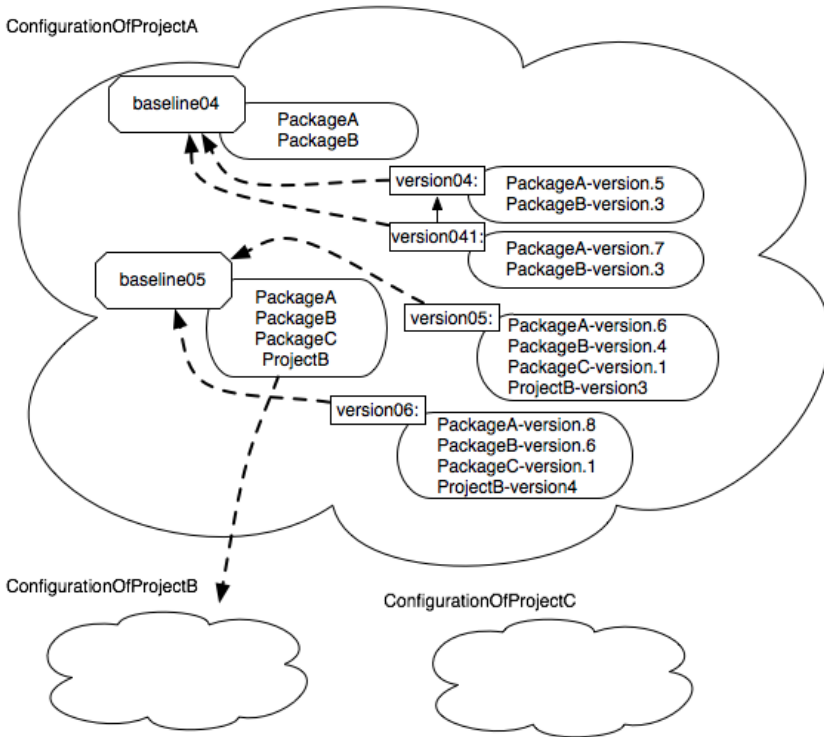 ConfigurationOfProjectA
baseline04
PackageA
PackageB
version04:
PackageA-version.5
PackageB-version.3
version041:
PackageA-version.7
PackageB-version.3
baseline05
PackageA
PackageB
PackageC
ProjectB
version05:
PackageA-version.6
PackageB-version.4
PackageC-version.1
ProjectB-version3
version06:
PackageA-version.8
PackageB-version.6
PackageC-version.1
ProjectB-version4
ConfigurationOfProjectB
ConfigurationOfProjectC